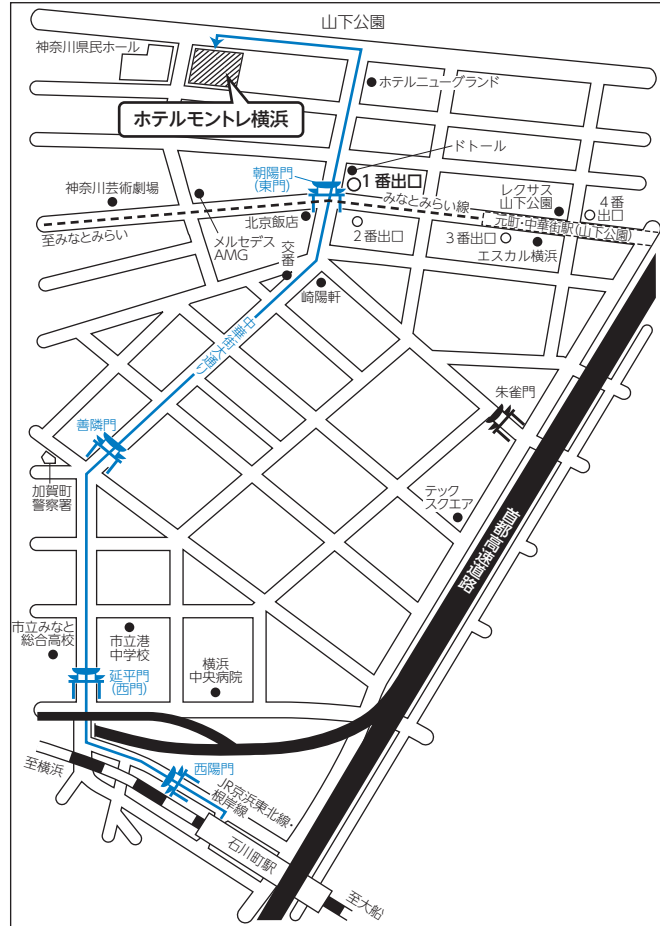 山下公園
神奈川県民ホール
ホテルニューグランド
ホテルモントレ横浜
ドトール
朝陽門
(東門)
1番出口
神奈川芸術劇場
みなとみらい線
レクサス
山下公園
4番
出口
至みなとみらい
北京飯店
2番出口
3番出口
元町・中華街駅(山下公園)
メルセデス
AMG
交番
エスカル横浜
崎陽軒
中華街大通り
朱雀門
善隣門
加賀町
警察署
テック
スクエア
首都高速道路
市立みなと
総合高校
市立港
中学校
延平門
(西門)
横浜
中央病院
至横浜
西陽門
JR京浜東北線・
根岸線
石川町駅
至大船